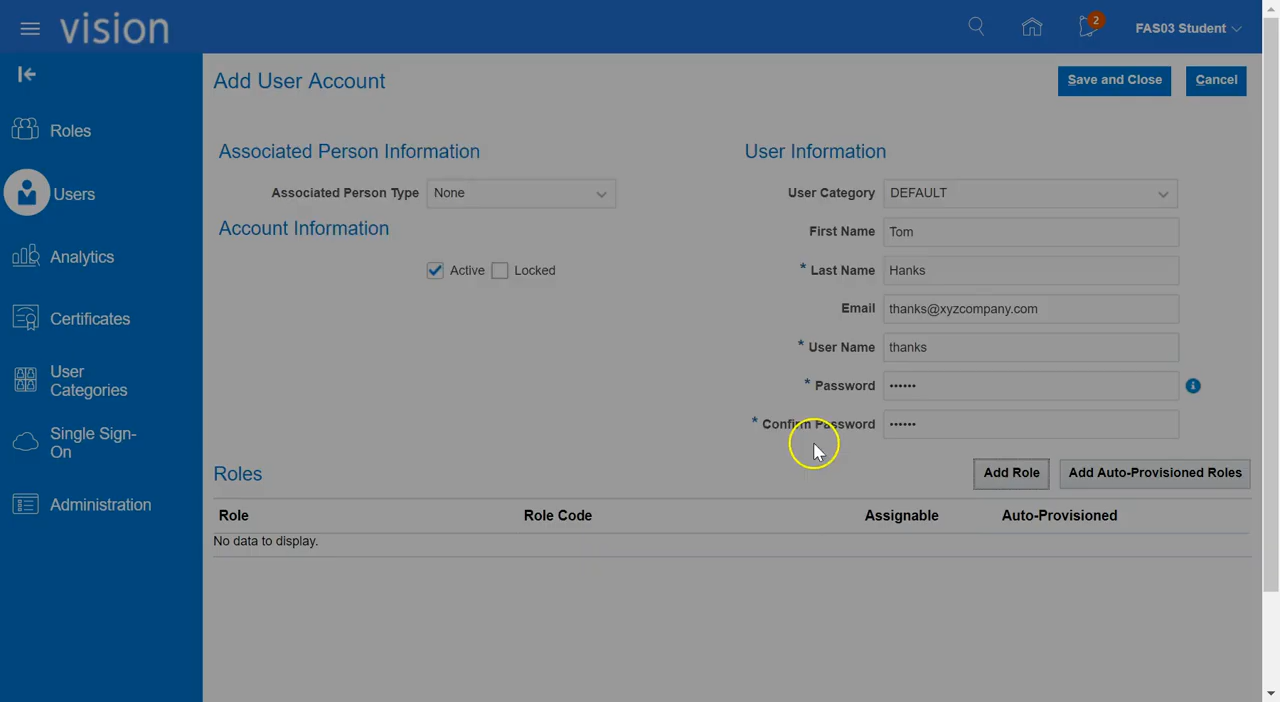 vision
2
FAS03 Student
Roles
Users
Analytics
Certificates
User
Categories
Single Sign-
On
Administration
Add User Account
Save and Close
Cancel
Associated Person Information
Associated Person Type None
Account Information
Active Locked
User Information
User Category DEFAULT
First Name Tom
* Last Name Hanks
Email thanks@xyzcompany.com
* User Name thanks
* Password ••••••
* Confirm Password ••••••
Roles
Add Role Add Auto-Provisioned Roles
Role Role Code Assignable Auto-Provisioned
No data to display.